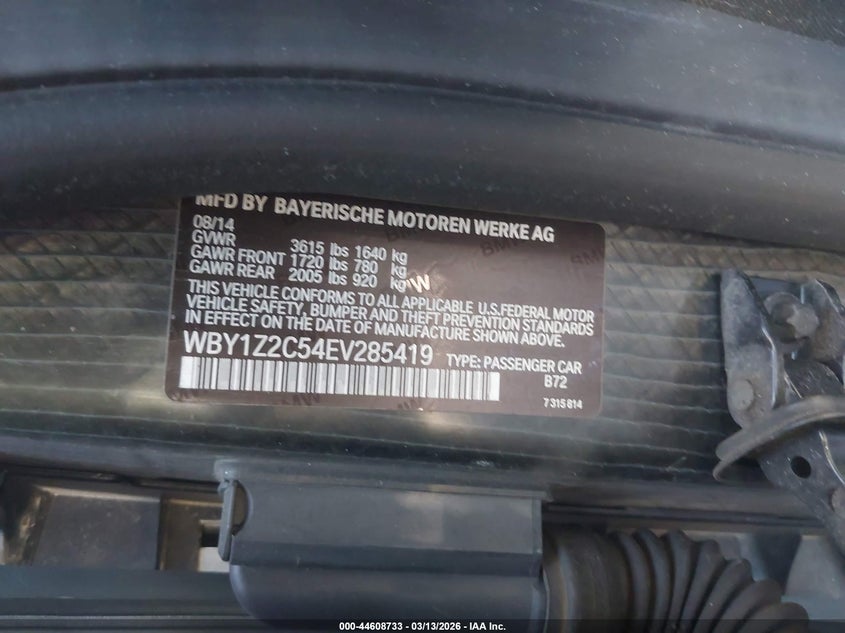 MFD BY BAYERISCHE MOTOREN WERKE AG
08/14
GVWR 3615 lbs 1640 kg
GAWR FRONT 1720 lbs 780 kg
GAWR REAR 2005 lbs 920 kg
THIS VEHICLE CONFORMS TO ALL APPLICABLE U.S.FEDERAL MOTOR
VEHICLE SAFETY, BUMPER AND THEFT PREVENTION STANDARDS
IN EFFECT ON THE DATE OF MANUFACTURE SHOWN ABOVE.
WBY1Z2C54EV285419 TYPE: PASSENGER CAR
B72
7315814
000-44608733 - 03/13/2026 - IAA Inc.